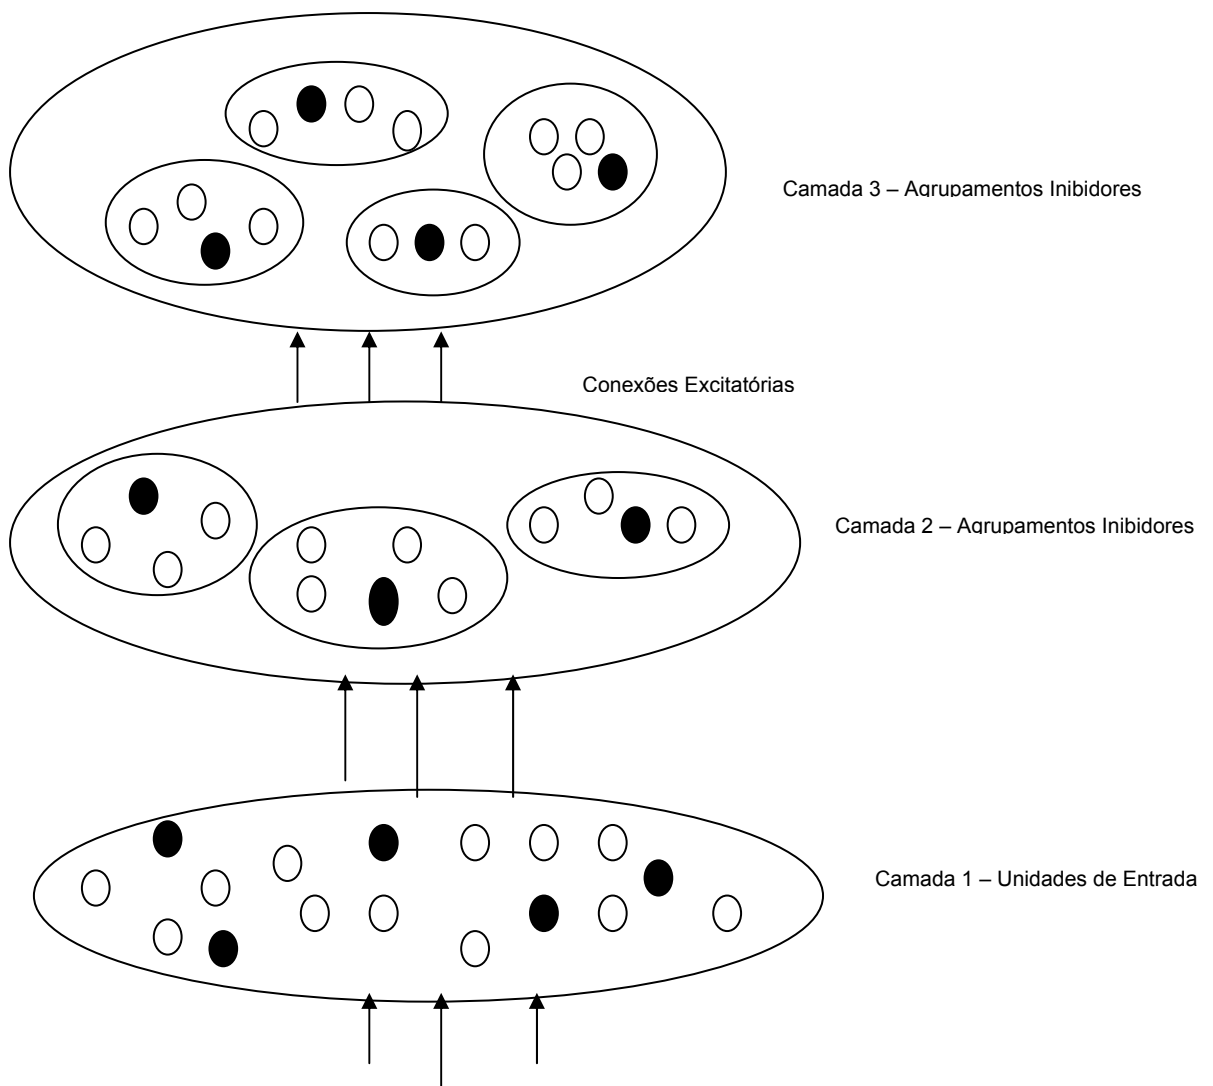 Camada 3 – Agrupamentos Inibidores
Conexões Excitatórias
Camada 2 – Agrupamentos Inibidores
Camada 1 – Unidades de Entrada